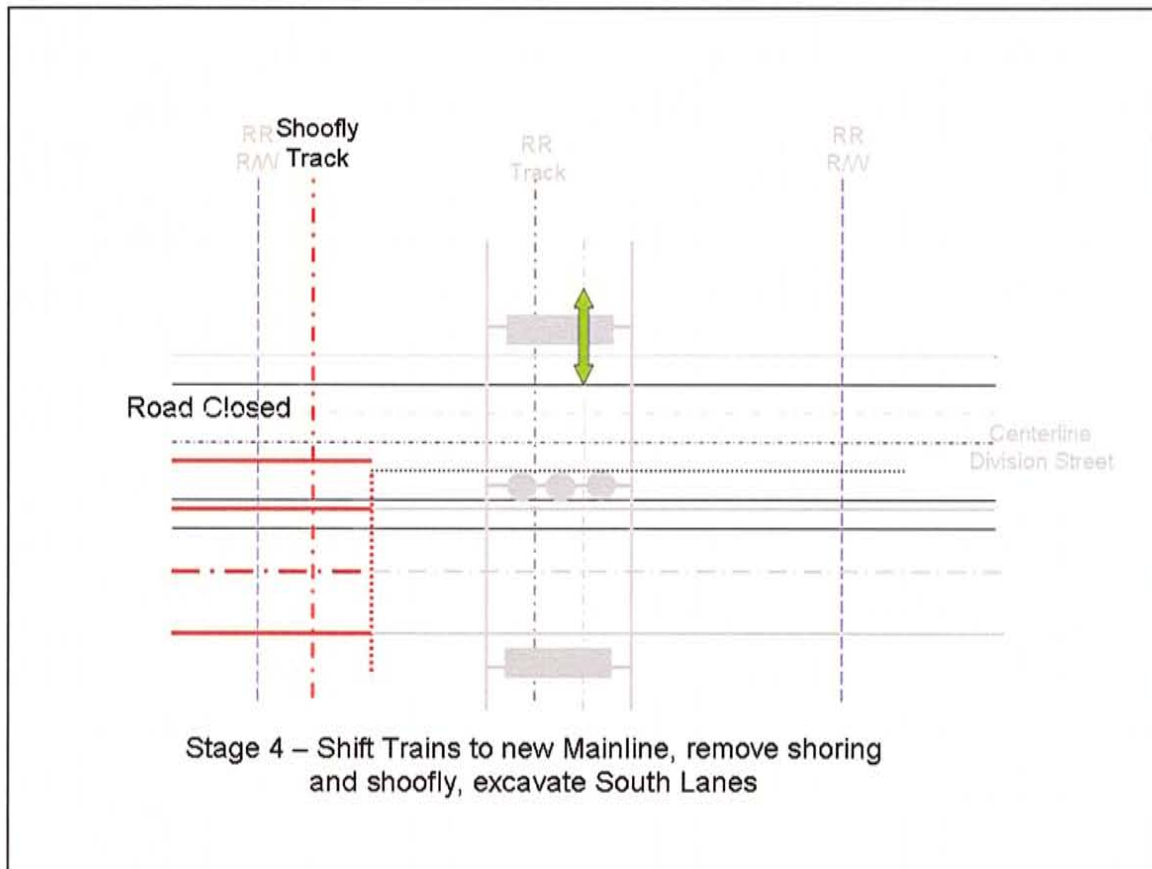 RR
R/W
Shoofly
Track
RR
Track
RR
R/W
Road Closed
Centerline
Division Street
Stage 4 – Shift Trains to new Mainline, remove shoring
and shoofly, excavate South Lanes